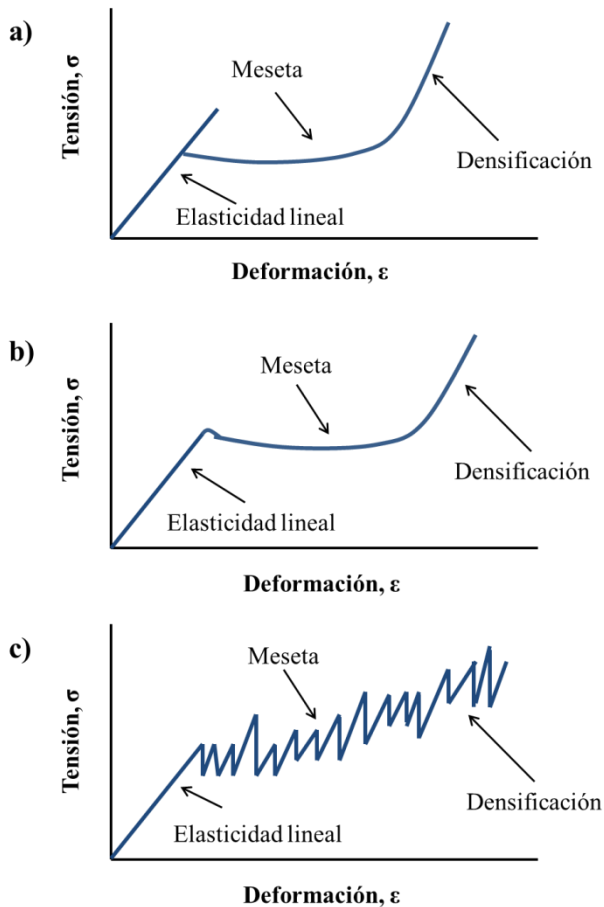 a)
Tensión, σ
Meseta
Densificación
Elasticidad lineal
Deformación, ε
b)
Tensión, σ
Meseta
Densificación
Elasticidad lineal
Deformación, ε
c)
Tensión, σ
Meseta
Densificación
Elasticidad lineal
Deformación, ε